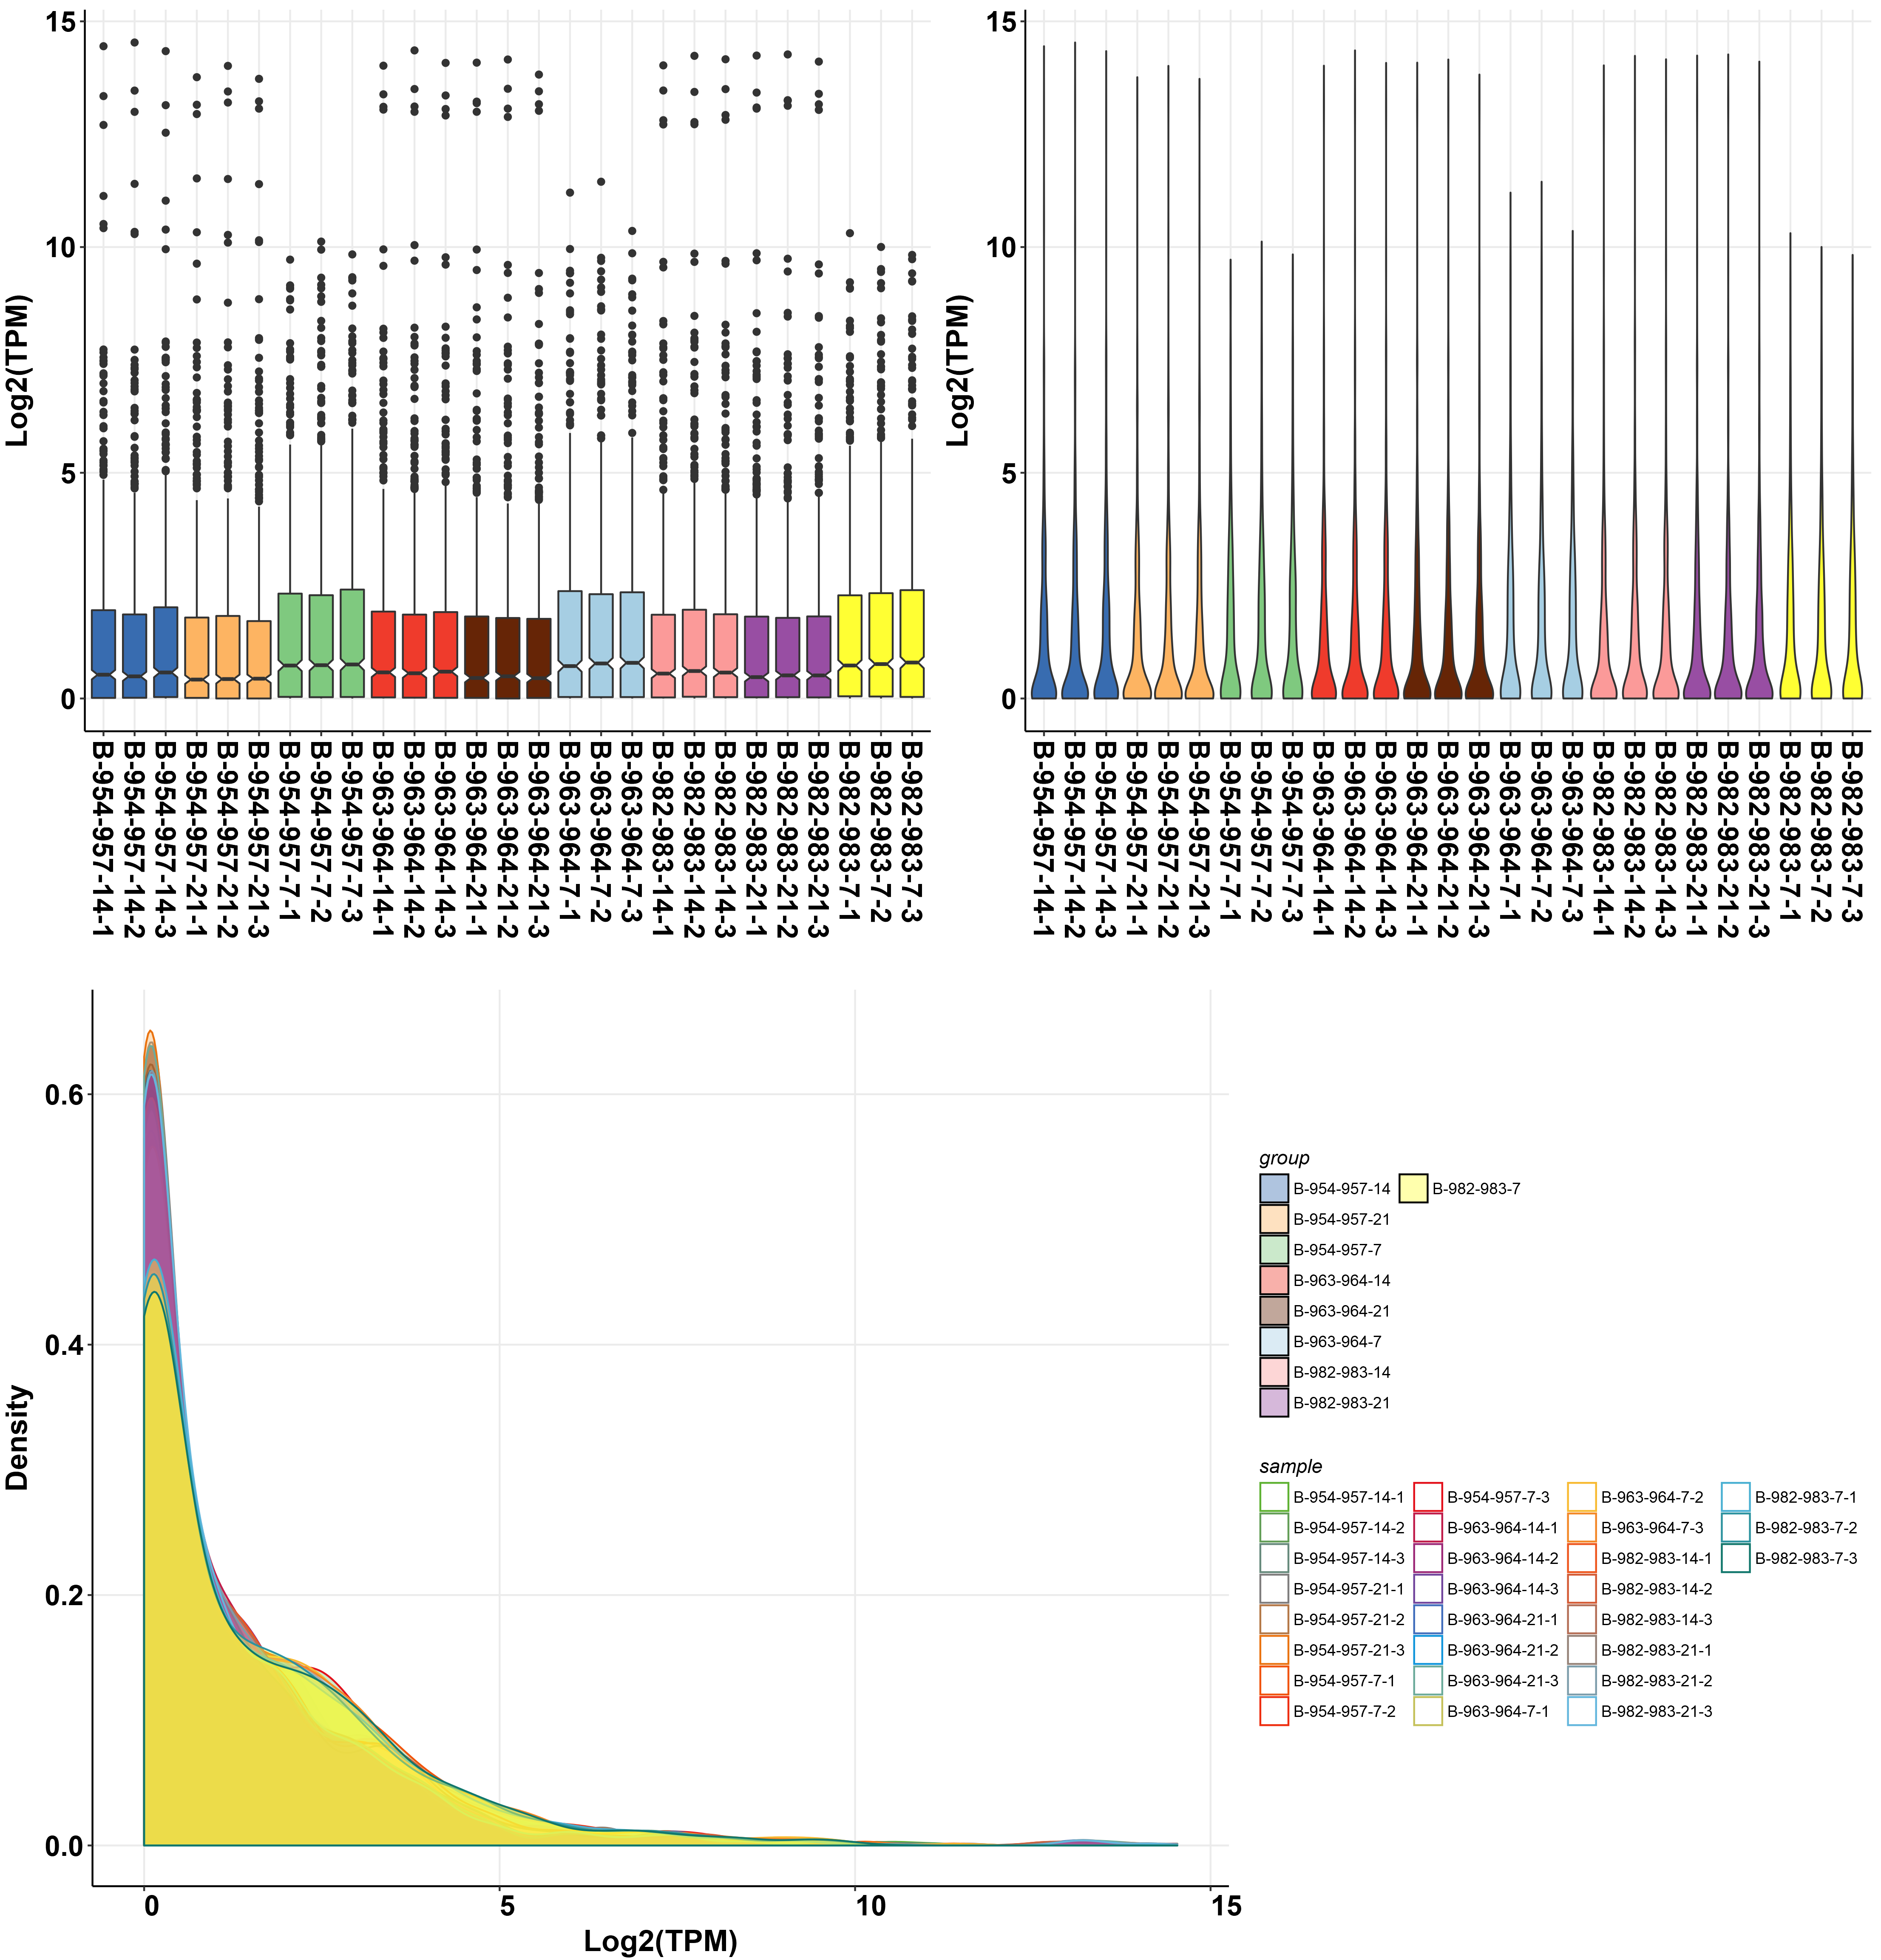 Log2(TPM)
15
10
5
0
B-954-957-14-1
B-954-957-14-2
B-954-957-14-3
B-954-957-21-1
B-954-957-21-2
B-954-957-21-3
B-954-957-7-1
B-954-957-7-2
B-954-957-7-3
B-963-964-14-1
B-963-964-14-2
B-963-964-14-3
B-963-964-21-1
B-963-964-21-2
B-963-964-21-3
B-963-964-7-1
B-963-964-7-2
B-963-964-7-3
B-982-983-14-1
B-982-983-14-2
B-982-983-14-3
B-982-983-21-1
B-982-983-21-2
B-982-983-21-3
B-982-983-7-1
B-982-983-7-2
B-982-983-7-3
Log2(TPM)
15
10
5
0
B-954-957-14-1
B-954-957-14-2
B-954-957-14-3
B-954-957-21-1
B-954-957-21-2
B-954-957-21-3
B-954-957-7-1
B-954-957-7-2
B-954-957-7-3
B-963-964-14-1
B-963-964-14-2
B-963-964-14-3
B-963-964-21-1
B-963-964-21-2
B-963-964-21-3
B-963-964-7-1
B-963-964-7-2
B-963-964-7-3
B-982-983-14-1
B-982-983-14-2
B-982-983-14-3
B-982-983-21-1
B-982-983-21-2
B-982-983-21-3
B-982-983-7-1
B-982-983-7-2
B-982-983-7-3
Density
0.6
0.4
0.2
0.0
0 5 10 15
Log2(TPM)
group
B-954-957-14 B-982-983-7
B-954-957-21
B-954-957-7
B-963-964-14
B-963-964-21
B-963-964-7
B-982-983-14
B-982-983-21
sample
B-954-957-14-1 B-954-957-7-3 B-963-964-7-2 B-982-983-7-1
B-954-957-14-2 B-963-964-14-1 B-963-964-7-3 B-982-983-7-2
B-954-957-14-3 B-963-964-14-2 B-982-983-14-1 B-982-983-7-3
B-954-957-21-1 B-963-964-14-3 B-982-983-14-2
B-954-957-21-2 B-963-964-21-1 B-982-983-14-3
B-954-957-21-3 B-963-964-21-2 B-982-983-21-1
B-954-957-7-1 B-963-964-21-3 B-982-983-21-2
B-954-957-7-2 B-963-964-7-1 B-982-983-21-3